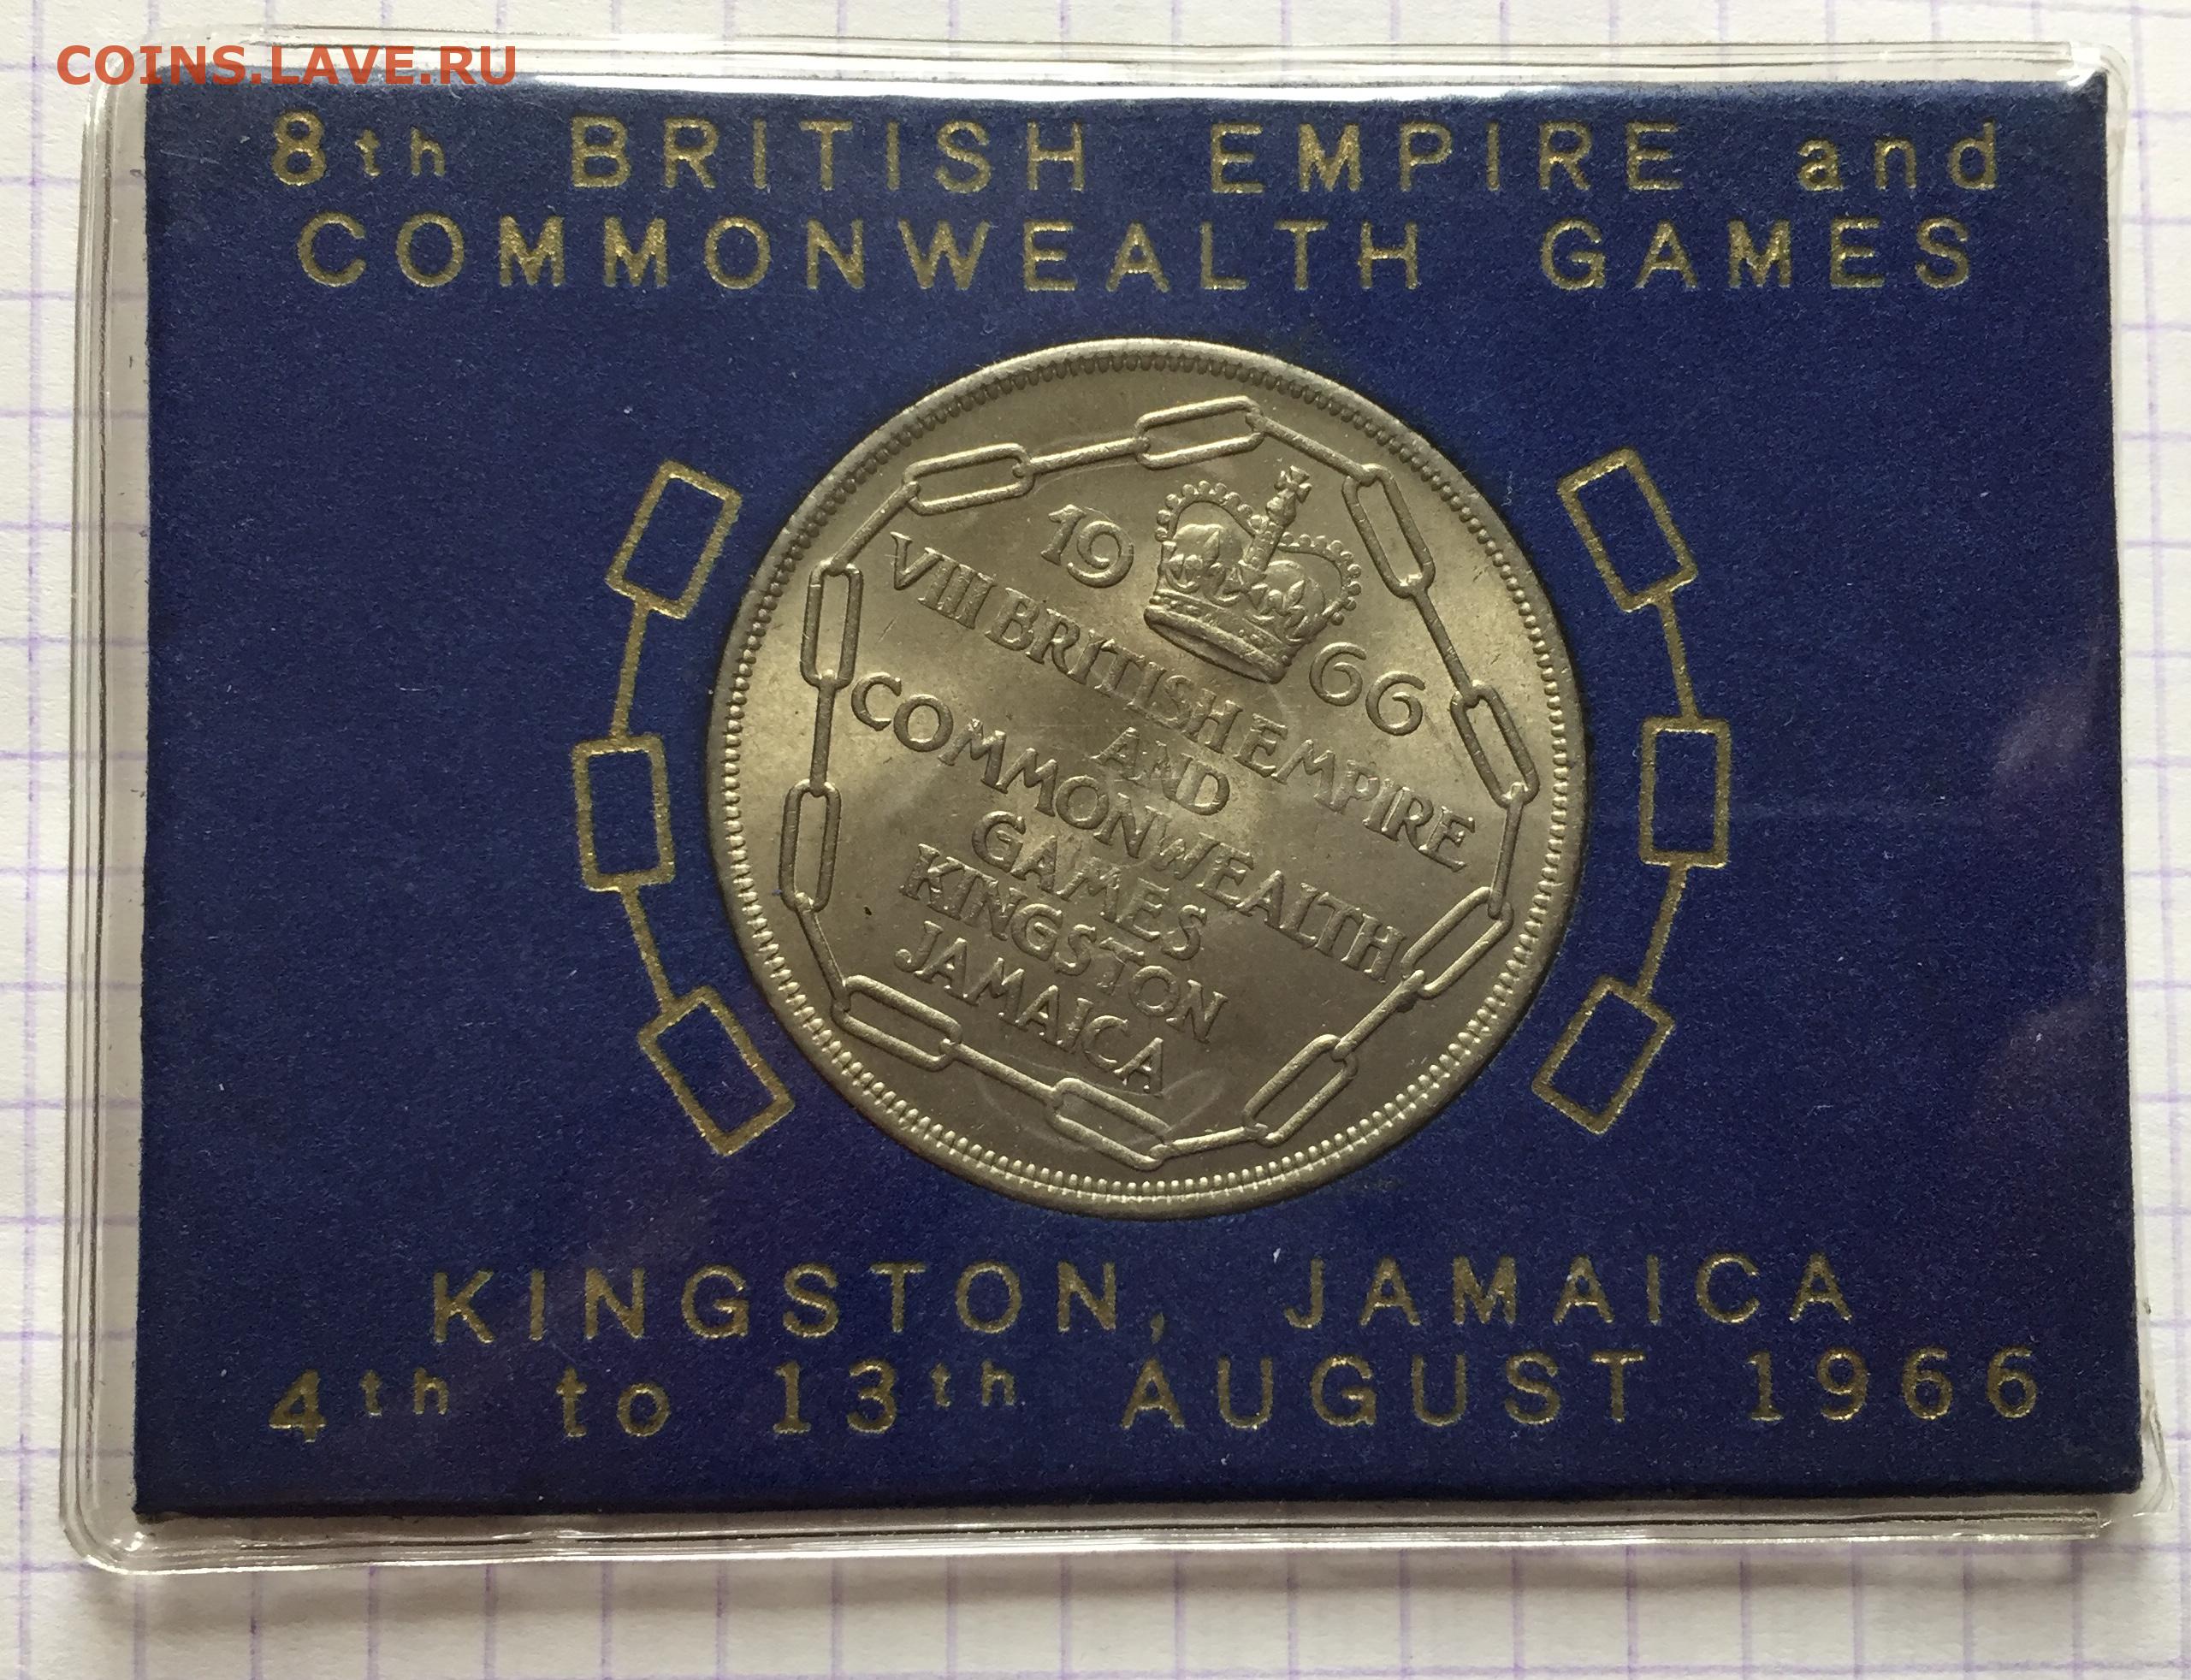 COINS.LAVE.RU
8th BRITISH EMPIRE and
COMMONWEALTH GAMES
19 66
VIII BRITISH EMPIRE
AND
COMMONWEALTH
GAMES
KINGSTON
JAMAICA
KINGSTON, JAMAICA
4th to 13th AUGUST 1966